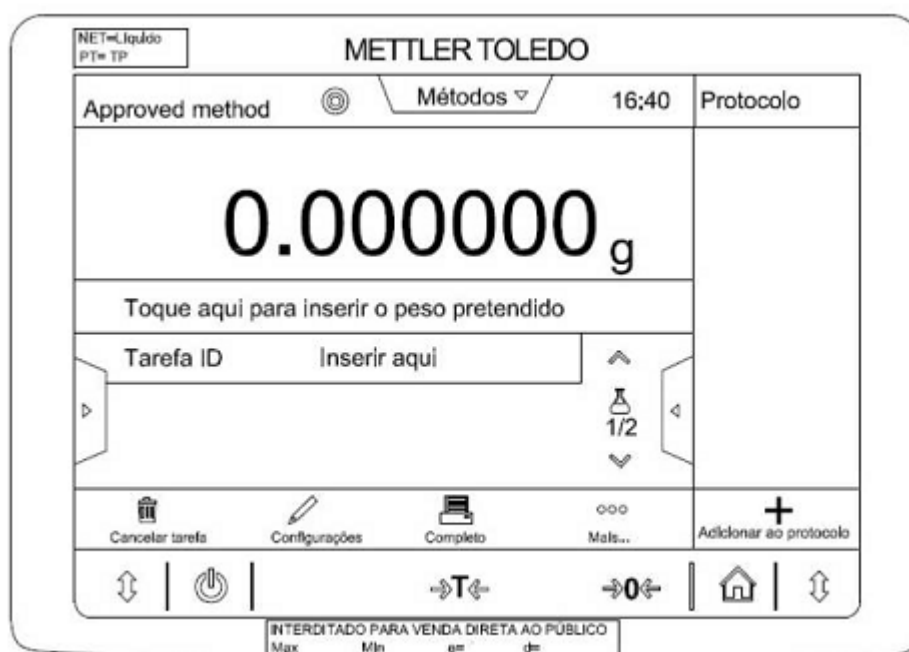 NET=Líquido
PT= TP
METTLER TOLEDO
Approved method
Métodos
16:40
Protocolo
0.000000 g
Toque aqui para inserir o peso pretendido
Tarefa ID Inserir aqui
1/2
Cancelar tarefa
Configurações
Completo
Mais...
Adicionar ao protocolo
T
0
INTERDITADO PARA VENDA DIRETA AO PÚBLICO
Max Min e= d=